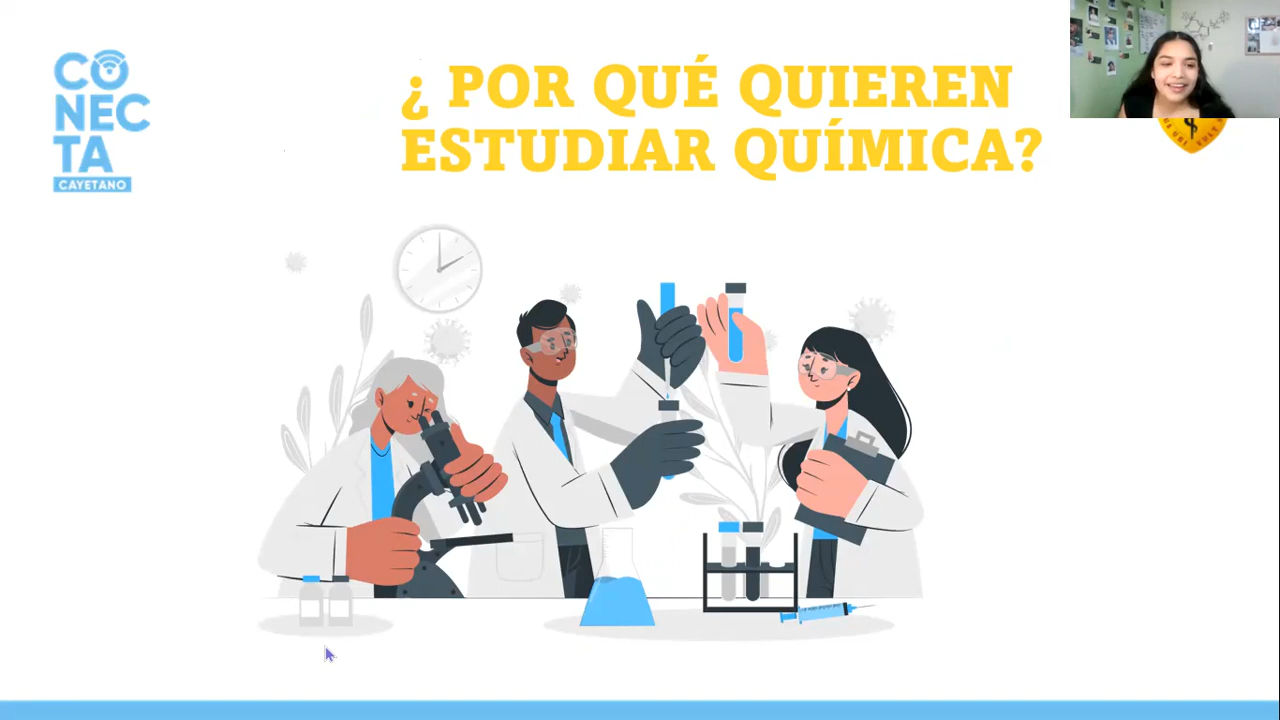 CO
NEC
TA
CAYETANO
¿ POR QUÉ QUIEREN
ESTUDIAR QUÍMICA?